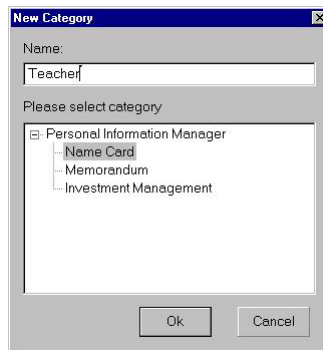 New Category
Name:
Teacher
Please select category
Personal Information Manager
Name Card
Memorandum
Investment Management
Ok
Cancel